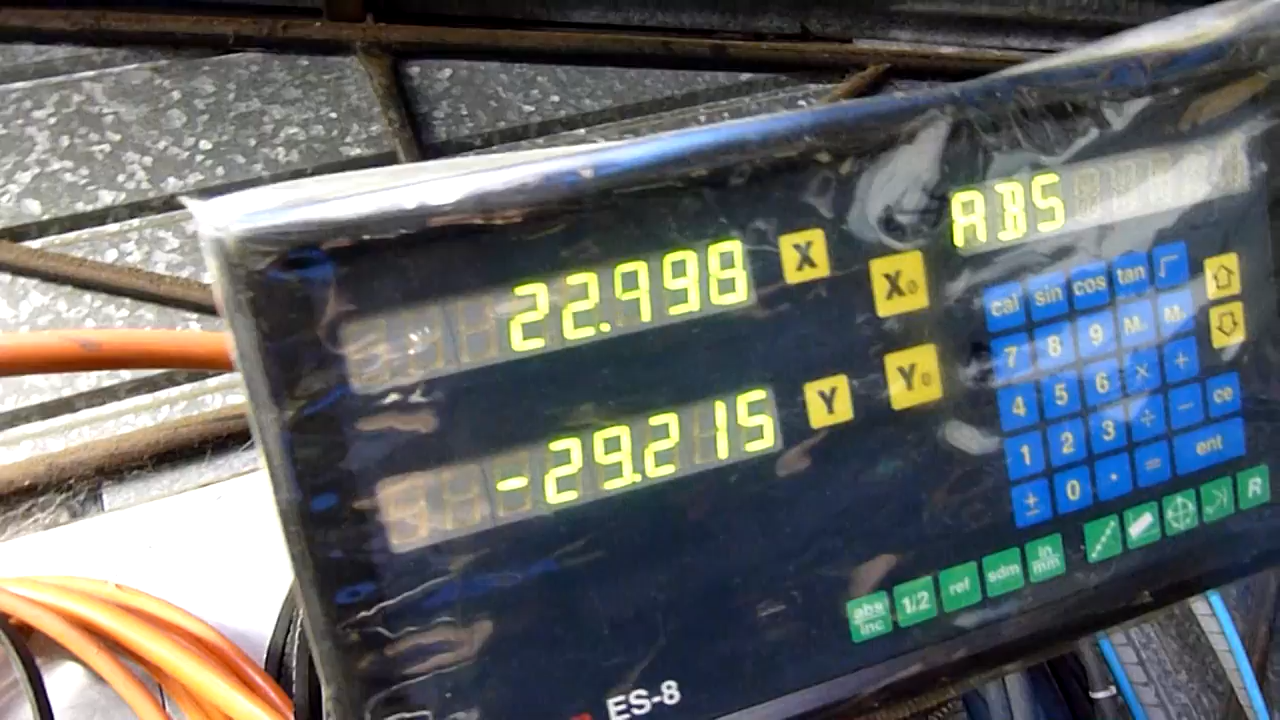 ABS
22.998 X X₀
-29.215 Y Y₀
cal sin cos tan √
7 8 9
4 5 6 × +
1 2 3 ÷ − ce
± 0 . = ent
abs inc 1/2 ref sdm in mm R
ES-8